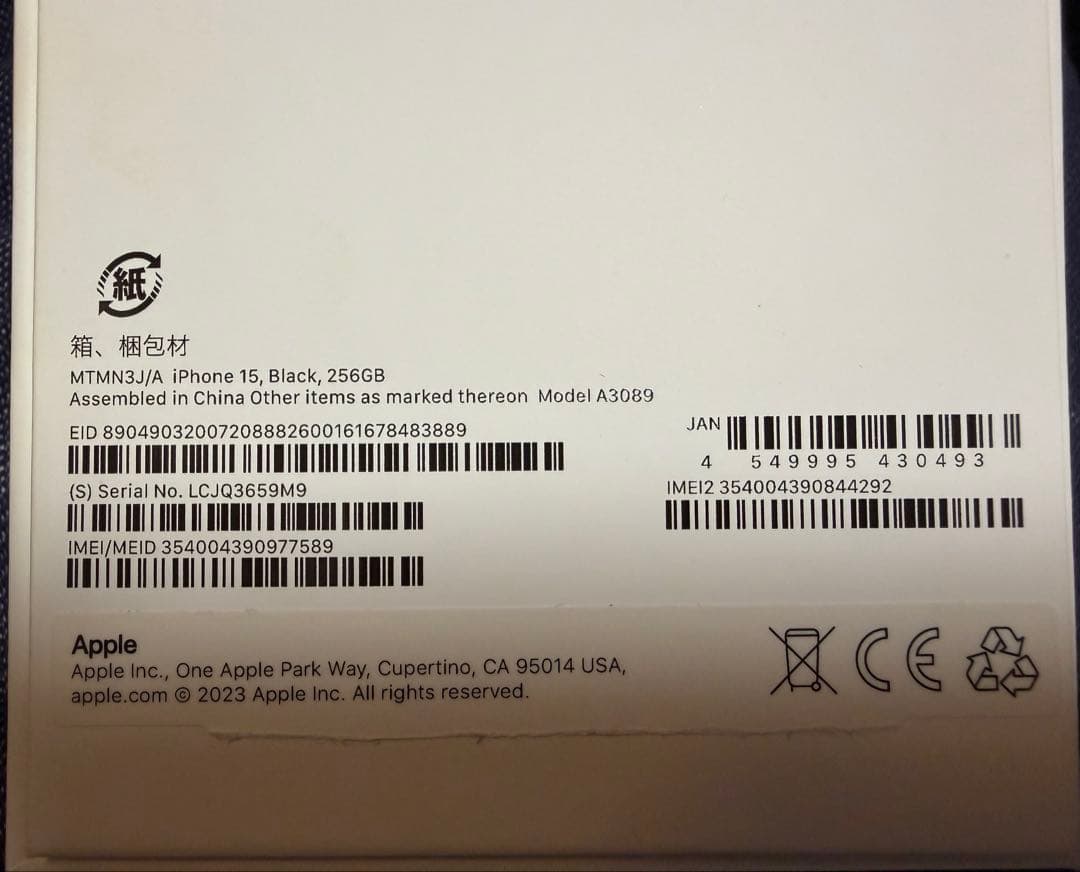 紙
箱、梱包材
MTMN3J/A iPhone 15, Black, 256GB
Assembled in China Other items as marked thereon Model A3089
EID 89049032007208882600161678483889
JAN
4 549995 430493
(S) Serial No. LCJQ3659M9
IMEI2 354004390844292
IMEI/MEID 354004390977589
Apple
Apple Inc., One Apple Park Way, Cupertino, CA 95014 USA,
apple.com © 2023 Apple Inc. All rights reserved.
CE